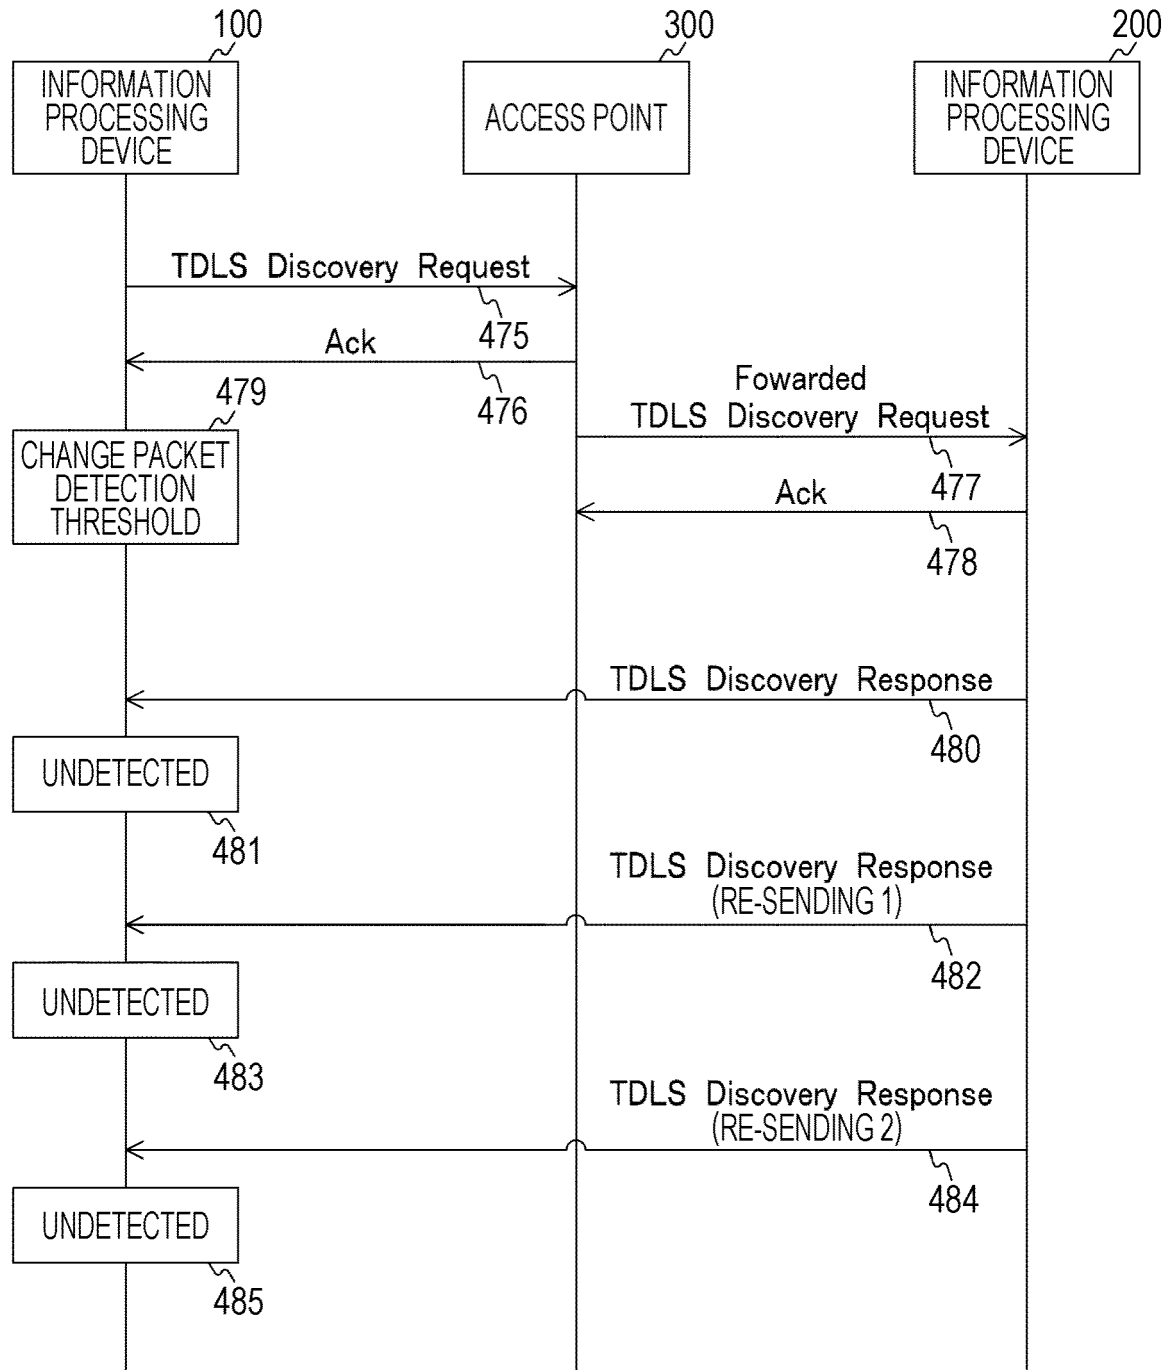 100
300
200
INFORMATION
PROCESSING
DEVICE
ACCESS POINT
INFORMATION
PROCESSING
DEVICE
TDLS Discovery Request
475
Ack
476
479
Fowarded
TDLS Discovery Request
477
CHANGE PACKET
DETECTION
THRESHOLD
Ack
478
TDLS Discovery Response
480
UNDETECTED
481
TDLS Discovery Response
(RE-SENDING 1)
482
UNDETECTED
483
TDLS Discovery Response
(RE-SENDING 2)
484
UNDETECTED
485